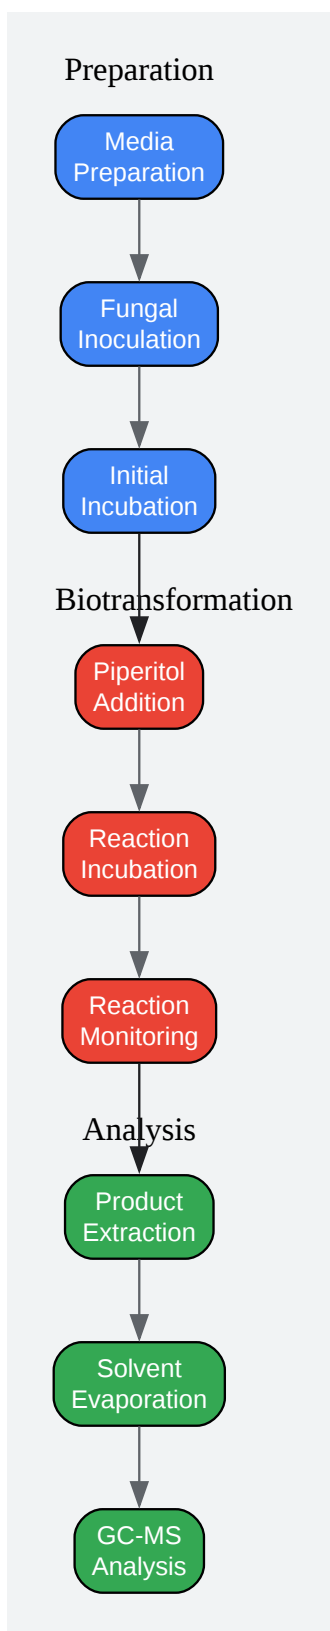 Preparation
Media
Preparation
Fungal
Inoculation
Initial
Incubation
Biotransformation
Piperitol
Addition
Reaction
Incubation
Reaction
Monitoring
Analysis
Product
Extraction
Solvent
Evaporation
GC-MS
Analysis